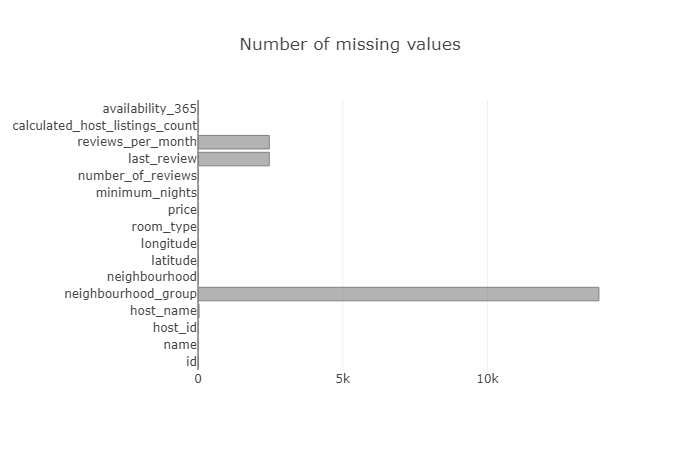 Number of missing values
availability_365
calculated_host_listings_count
reviews_per_month
last_review
number_of_reviews
minimum_nights
price
room_type
longitude
latitude
neighbourhood
neighbourhood_group
host_name
host_id
name
id
0 5k 10k